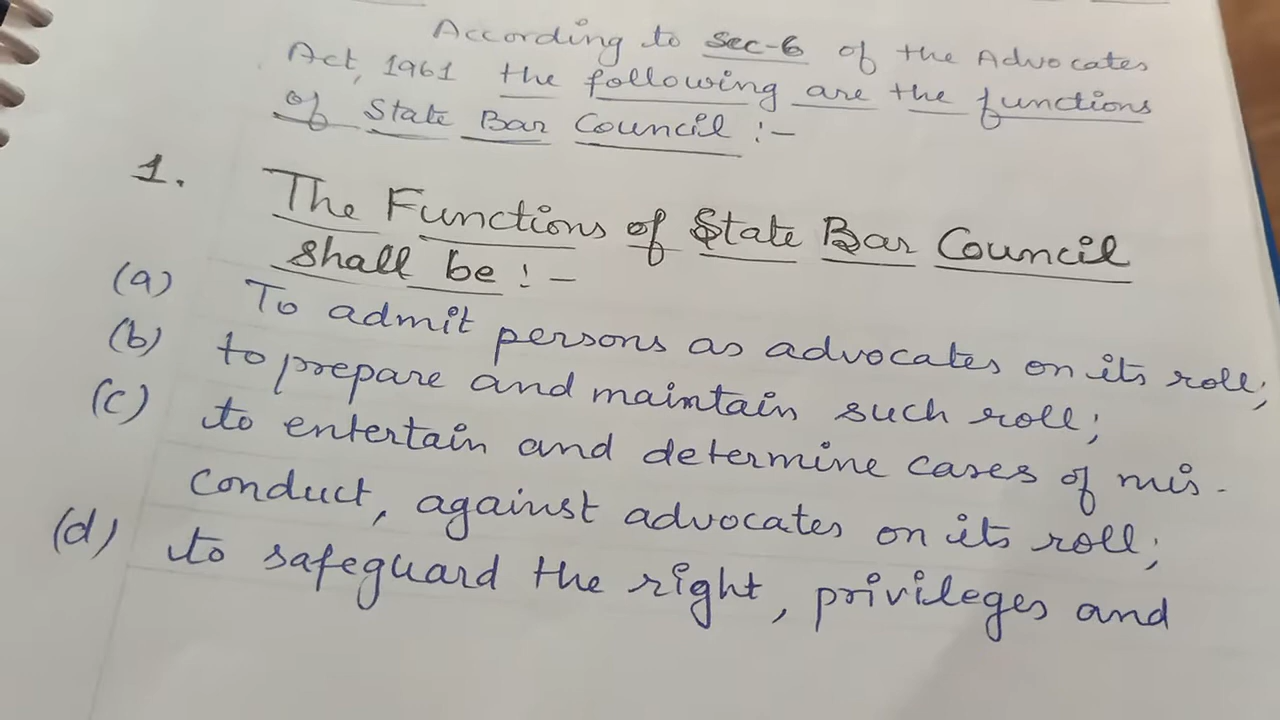 According to Sec-6 of the Advocates
Act, 1961 the following are the functions
of State Bar Council :-
1. The Functions of State Bar Council
shall be :-
(a) To admit persons as advocates on its roll;
(b) to prepare and maintain such roll;
(c) to entertain and determine cases of mis-
conduct, against advocates on its roll;
(d) to safeguard the right, privileges and